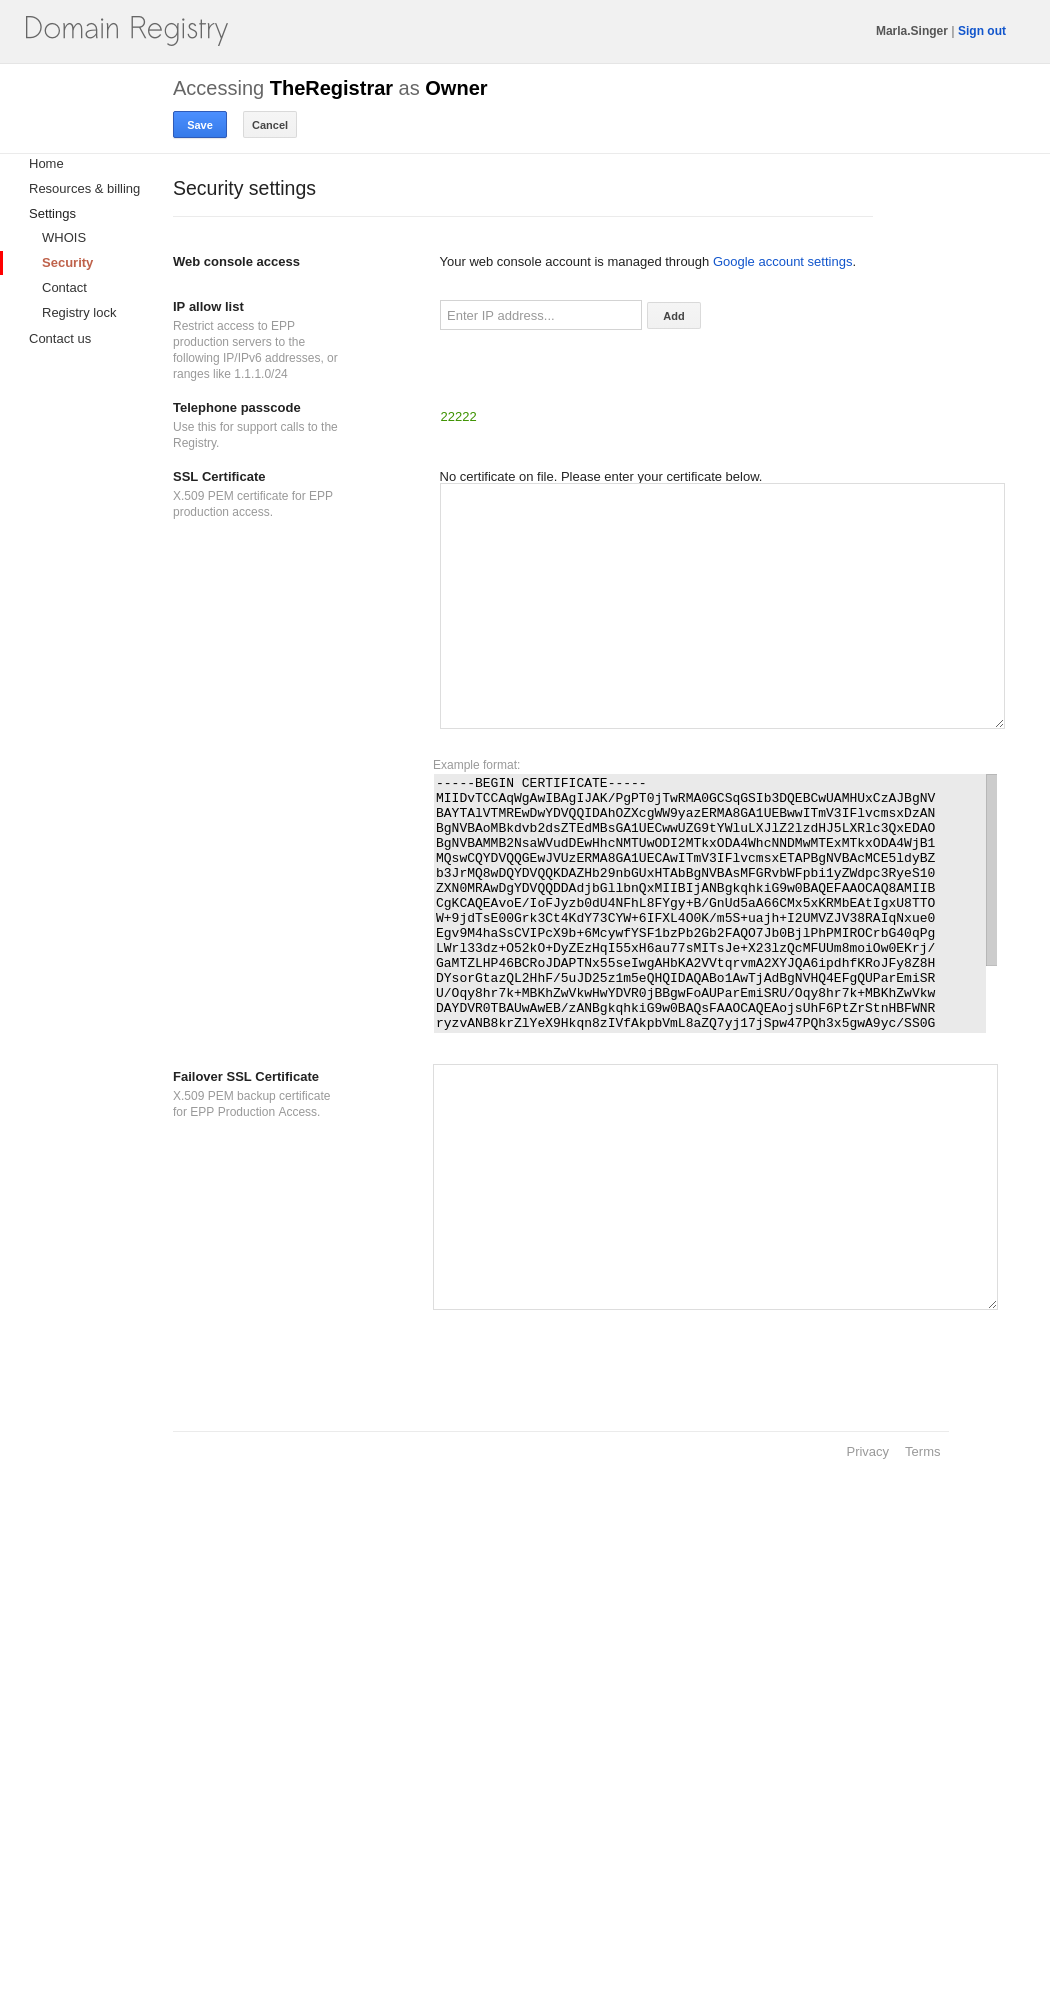 Domain Registry
Marla.Singer | Sign out
Accessing TheRegistrar as Owner
Save Cancel
Home
Resources & billing
Settings
WHOIS
Security
Contact
Registry lock
Contact us
Security settings
Web console access
Your web console account is managed through Google account settings.
IP allow list
Restrict access to EPP
production servers to the
following IP/IPv6 addresses, or
ranges like 1.1.1.0/24
Enter IP address...
Add
Telephone passcode
Use this for support calls to the
Registry.
22222
SSL Certificate
X.509 PEM certificate for EPP
production access.
No certificate on file. Please enter your certificate below.
Example format:
-----BEGIN CERTIFICATE-----
MIIDvTCCAqWgAwIBAgIJAK/PgPT0jTwRMA0GCSqGSIb3DQEBCwUAMHUxCzAJBgNV
BAYTAlVTMREwDwYDVQQIDAhOZXcgWW9yazERMA8GA1UEBwwITmV3IFlvcmsxDzAN
BgNVBAoMBkdvb2dsZTEdMBsGA1UECwwUZG9tYWluLXJlZ2lzdHJ5LXRlc3QxEDAO
BgNVBAMMB2NsaWVudDEwHhcNMTUwODI2MTkxODA4WhcNNDMwMTExMTkxODA4WjB1
MQswCQYDVQQGEwJVUzERMA8GA1UECAwITmV3IFlvcmsxETAPBgNVBAcMCE5ldyBZ
b3JrMQ8wDQYDVQQKDAZHb29nbGUxHTAbBgNVBAsMFGRvbWFpbi1yZWdpc3RyeS10
ZXN0MRAwDgYDVQQDDAdjbGllbnQxMIIBIjANBgkqhkiG9w0BAQEFAAOCAQ8AMIIB
CgKCAQEAvoE/IoFJyzb0dU4NFhL8FYgy+B/GnUd5aA66CMx5xKRMbEAtIgxU8TTO
W+9jdTsE00Grk3Ct4KdY73CYW+6IFXL4O0K/m5S+uajh+I2UMVZJV38RAIqNxue0
Egv9M4haSsCVIPcX9b+6McywfYSF1bzPb2Gb2FAQO7Jb0BjlPhPMIROCrbG40qPg
LWrl33dz+O52kO+DyZEzHqI55xH6au77sMITsJe+X23lzQcMFUUm8moiOw0EKrj/
GaMTZLHP46BCRoJDAPTNx55seIwgAHbKA2VVtqrvmA2XYJQA6ipdhfKRoJFy8Z8H
DYsorGtazQL2HhF/5uJD25z1m5eQHQIDAQABo1AwTjAdBgNVHQ4EFgQUParEmiSR
U/Oqy8hr7k+MBKhZwVkwHwYDVR0jBBgwFoAUParEmiSRU/Oqy8hr7k+MBKhZwVkw
DAYDVR0TBAUwAwEB/zANBgkqhkiG9w0BAQsFAAOCAQEAojsUhF6PtZrStnHBFWNR
ryzvANB8krZlYeX9Hkqn8zIVfAkpbVmL8aZQ7yj17jSpw47PQh3x5gwA9yc/SS0G
Failover SSL Certificate
X.509 PEM backup certificate
for EPP Production Access.
Privacy Terms